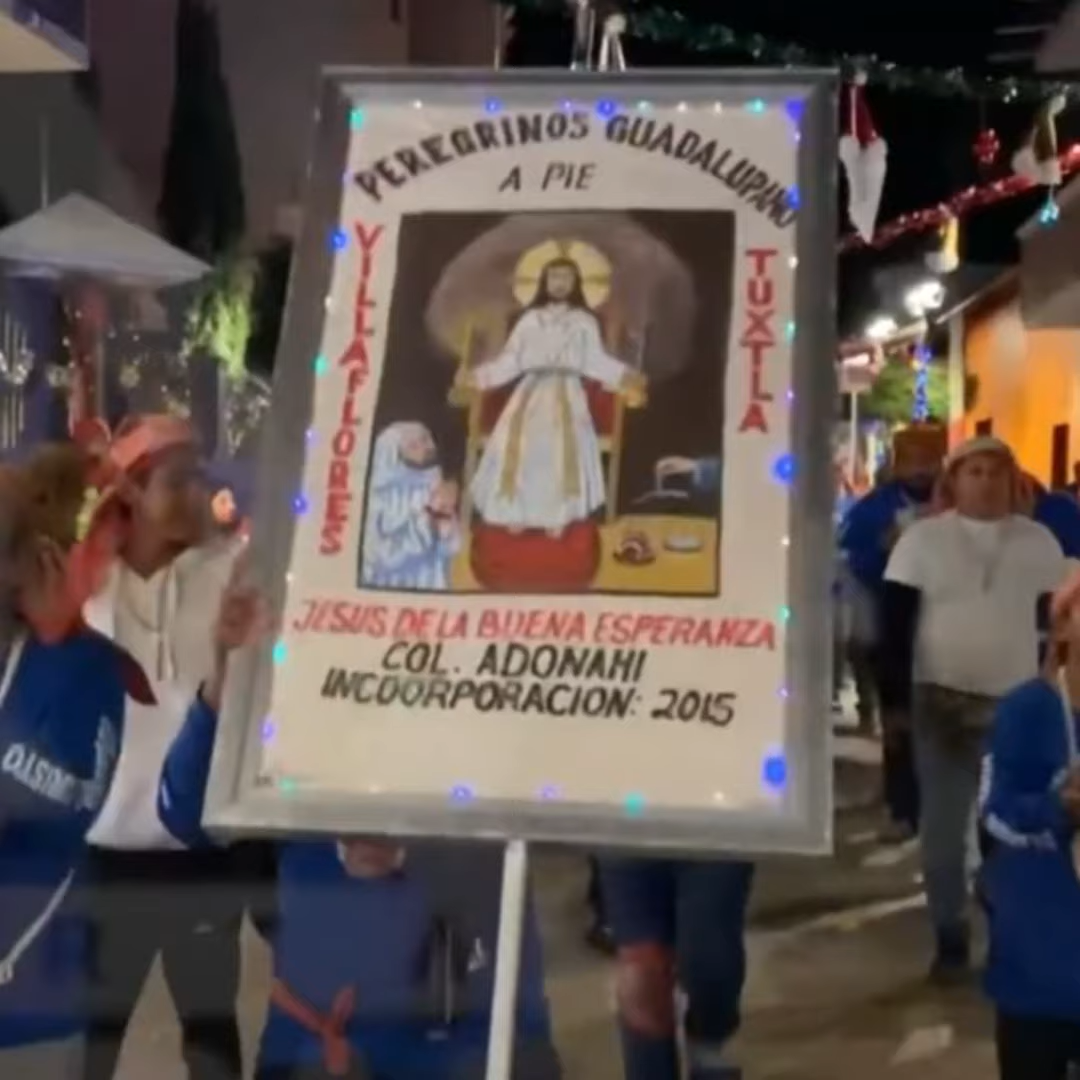 PEREGRINOS GUADALUPANO
A PIE
VILLAFLORES
TUXTLA
JESUS DE LA BUENA ESPERANZA
COL. ADONAHI
INCOORPORACION: 2015